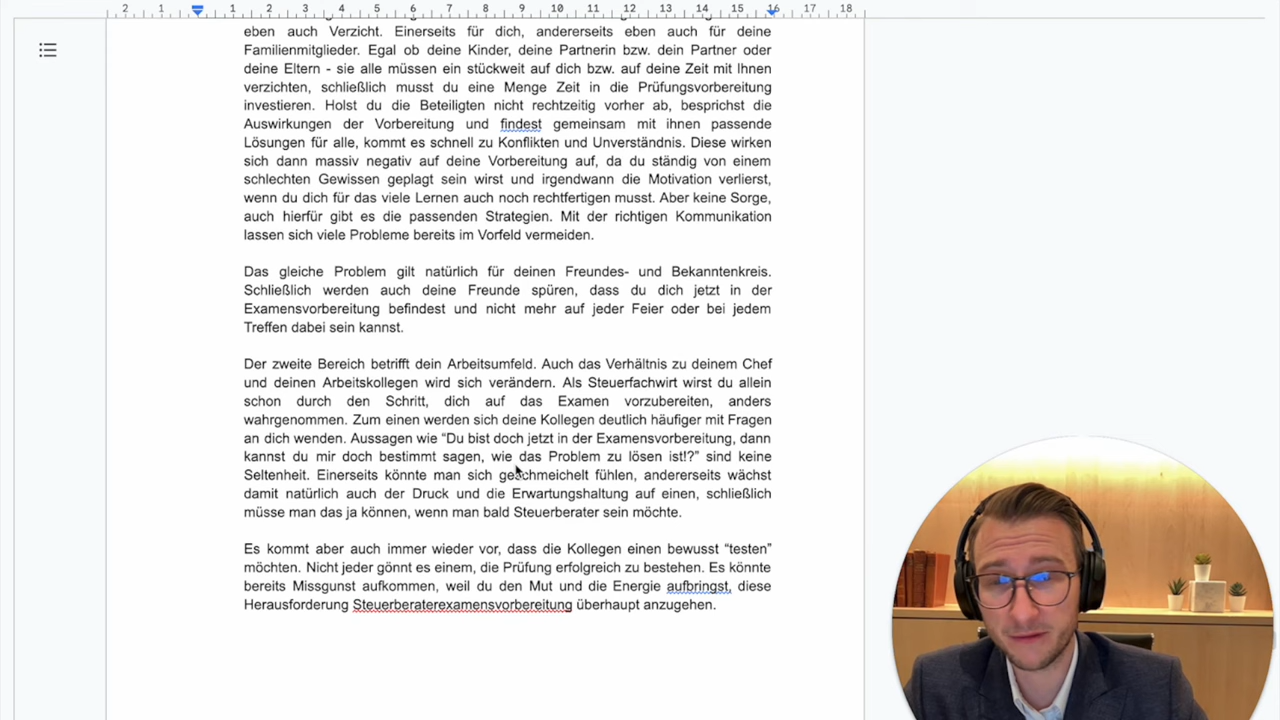 2 1 1 2 3 4 5 6 7 8 9 10 11 12 13 14 15 16 17 18
eben auch Verzicht. Einerseits für dich, andererseits eben auch für deine
Familienmitglieder. Egal ob deine Kinder, deine Partnerin bzw. dein Partner oder
deine Eltern - sie alle müssen ein stückweit auf dich bzw. auf deine Zeit mit Ihnen
verzichten, schließlich musst du eine Menge Zeit in die Prüfungsvorbereitung
investieren. Holst du die Beteiligten nicht rechtzeitig vorher ab, besprichst die
Auswirkungen der Vorbereitung und findest gemeinsam mit ihnen passende
Lösungen für alle, kommt es schnell zu Konflikten und Unverständnis. Diese wirken
sich dann massiv negativ auf deine Vorbereitung auf, da du ständig von einem
schlechten Gewissen geplagt sein wirst und irgendwann die Motivation verlierst,
wenn du dich für das viele Lernen auch noch rechtfertigen musst. Aber keine Sorge,
auch hierfür gibt es die passenden Strategien. Mit der richtigen Kommunikation
lassen sich viele Probleme bereits im Vorfeld vermeiden.
Das gleiche Problem gilt natürlich für deinen Freundes- und Bekanntenkreis.
Schließlich werden auch deine Freunde spüren, dass du dich jetzt in der
Examensvorbereitung befindest und nicht mehr auf jeder Feier oder bei jedem
Treffen dabei sein kannst.
Der zweite Bereich betrifft dein Arbeitsumfeld. Auch das Verhältnis zu deinem Chef
und deinen Arbeitskollegen wird sich verändern. Als Steuerfachwirt wirst du allein
schon durch den Schritt, dich auf das Examen vorzubereiten, anders
wahrgenommen. Zum einen werden sich deine Kollegen deutlich häufiger mit Fragen
an dich wenden. Aussagen wie “Du bist doch jetzt in der Examensvorbereitung, dann
kannst du mir doch bestimmt sagen, wie das Problem zu lösen ist!?” sind keine
Seltenheit. Einerseits könnte man sich geschmeichelt fühlen, andererseits wächst
damit natürlich auch der Druck und die Erwartungshaltung auf einen, schließlich
müsse man das ja können, wenn man bald Steuerberater sein möchte.
Es kommt aber auch immer wieder vor, dass die Kollegen einen bewusst “testen”
möchten. Nicht jeder gönnt es einem, die Prüfung erfolgreich zu bestehen. Es könnte
bereits Missgunst aufkommen, weil du den Mut und die Energie aufbringst, diese
Herausforderung Steuerberaterexamensvorbereitung überhaupt anzugehen.